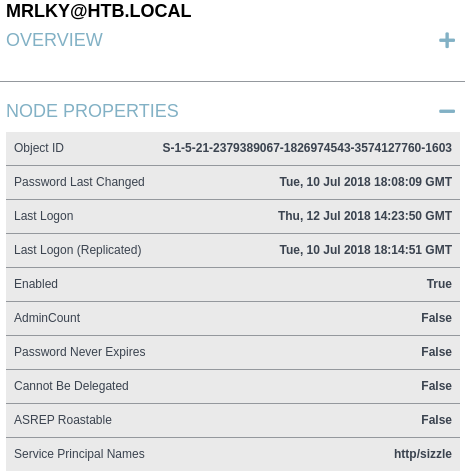 MRLKY@HTB.LOCAL
OVERVIEW +
NODE PROPERTIES −
Object ID S-1-5-21-2379389067-1826974543-3574127760-1603
Password Last Changed Tue, 10 Jul 2018 18:08:09 GMT
Last Logon Thu, 12 Jul 2018 14:23:50 GMT
Last Logon (Replicated) Tue, 10 Jul 2018 18:14:51 GMT
Enabled True
AdminCount False
Password Never Expires False
Cannot Be Delegated False
ASREP Roastable False
Service Principal Names http/sizzle